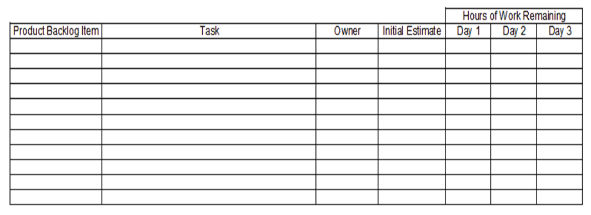 Hours of Work Remaining
Product Backlog Item Task Owner Initial Estimate Day 1 Day 2 Day 3